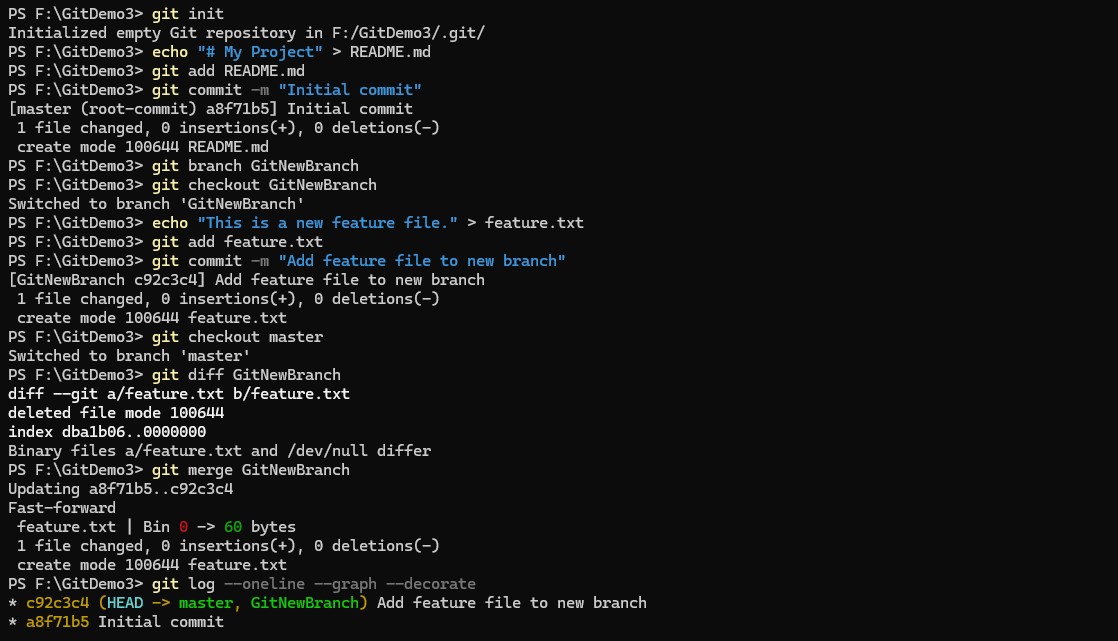 PS F:\GitDemo3> git init
Initialized empty Git repository in F:/GitDemo3/.git/
PS F:\GitDemo3> echo "# My Project" > README.md
PS F:\GitDemo3> git add README.md
PS F:\GitDemo3> git commit -m "Initial commit"
[master (root-commit) a8f71b5] Initial commit
 1 file changed, 0 insertions(+), 0 deletions(-)
 create mode 100644 README.md
PS F:\GitDemo3> git branch GitNewBranch
PS F:\GitDemo3> git checkout GitNewBranch
Switched to branch 'GitNewBranch'
PS F:\GitDemo3> echo "This is a new feature file." > feature.txt
PS F:\GitDemo3> git add feature.txt
PS F:\GitDemo3> git commit -m "Add feature file to new branch"
[GitNewBranch c92c3c4] Add feature file to new branch
 1 file changed, 0 insertions(+), 0 deletions(-)
 create mode 100644 feature.txt
PS F:\GitDemo3> git checkout master
Switched to branch 'master'
PS F:\GitDemo3> git diff GitNewBranch
diff --git a/feature.txt b/feature.txt
deleted file mode 100644
index dba1b06..0000000
Binary files a/feature.txt and /dev/null differ
PS F:\GitDemo3> git merge GitNewBranch
Updating a8f71b5..c92c3c4
Fast-forward
 feature.txt | Bin 0 -> 60 bytes
 1 file changed, 0 insertions(+), 0 deletions(-)
 create mode 100644 feature.txt
PS F:\GitDemo3> git log --oneline --graph --decorate
* c92c3c4 (HEAD -> master, GitNewBranch) Add feature file to new branch
* a8f71b5 Initial commit